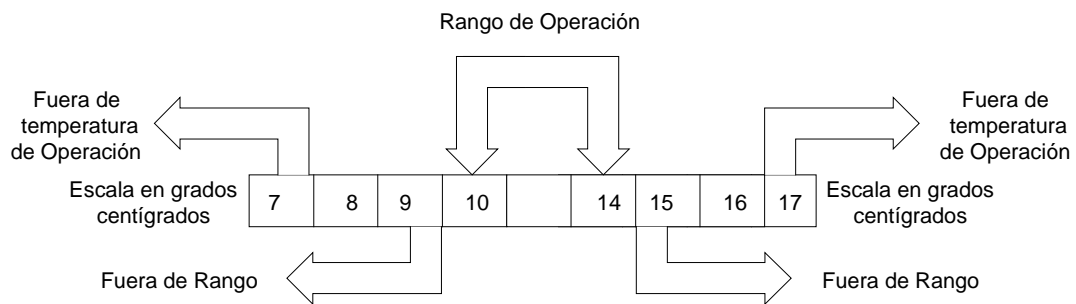 Rango de Operación
Fuera de
temperatura
de Operación
Fuera de
temperatura
de Operación
Escala en grados
centígrados
7 8 9 10 14 15 16 17
Escala en grados
centígrados
Fuera de Rango
Fuera de Rango